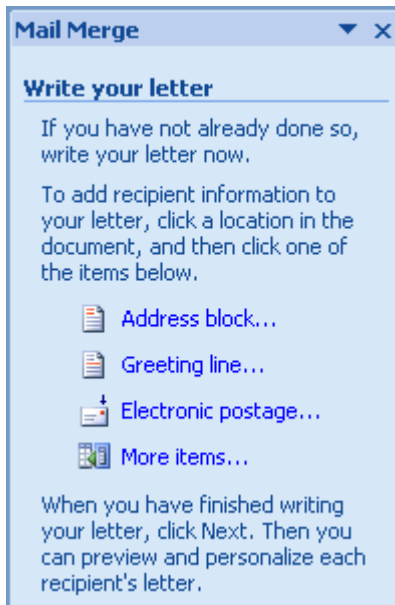 Mail Merge
Write your letter
If you have not already done so,
write your letter now.
To add recipient information to
your letter, click a location in the
document, and then click one of
the items below.
Address block...
Greeting line...
Electronic postage...
More items...
When you have finished writing
your letter, click Next. Then you
can preview and personalize each
recipient's letter.